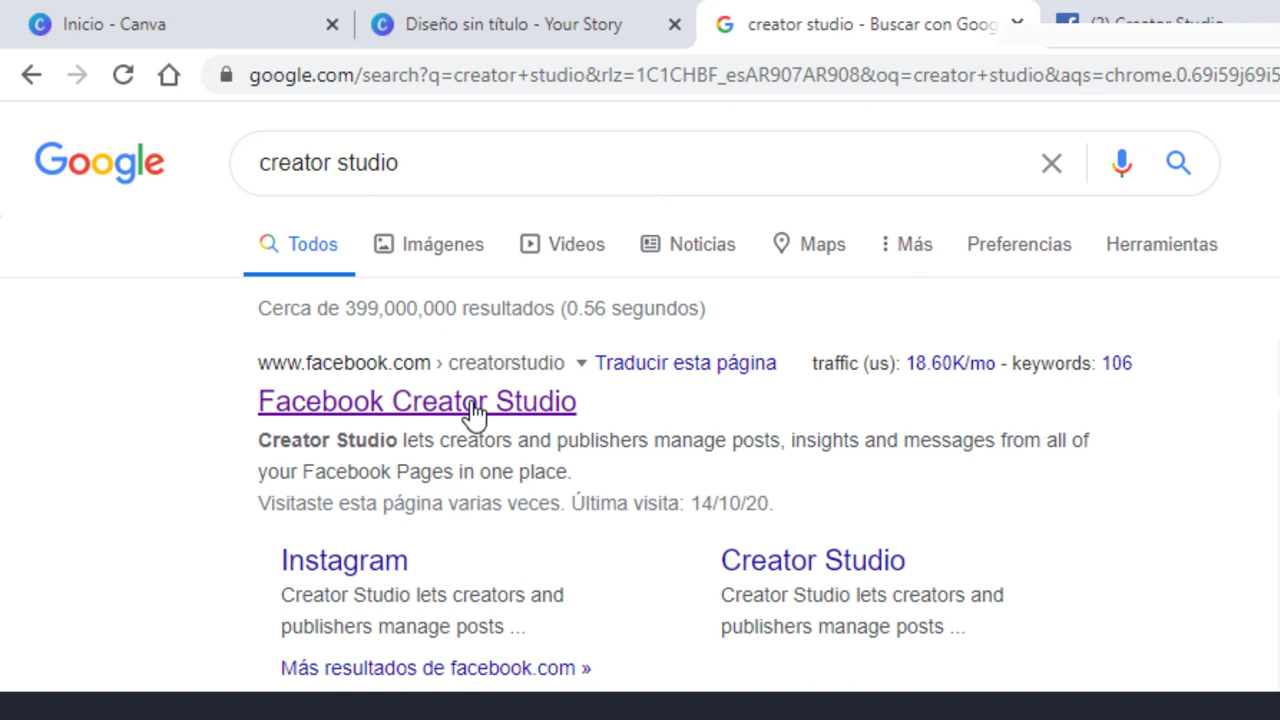 Inicio - Canva
Diseño sin título - Your Story
creator studio - Buscar con Goog
(2) Creator Studio
google.com/search?q=creator+studio&rlz=1C1CHBF_esAR907AR908&oq=creator+studio&aqs=chrome.0.69i59j69i5
Google
creator studio
Todos
Imágenes
Videos
Noticias
Maps
Más
Preferencias
Herramientas
Cerca de 399,000,000 resultados (0.56 segundos)
www.facebook.com › creatorstudio ▾ Traducir esta página traffic (us): 18.60K/mo - keywords: 106
Facebook Creator Studio
Creator Studio lets creators and publishers manage posts, insights and messages from all of
your Facebook Pages in one place.
Visitaste esta página varias veces. Última visita: 14/10/20.
Instagram
Creator Studio lets creators and
publishers manage posts ...
Creator Studio
Creator Studio lets creators and
publishers manage posts ...
Más resultados de facebook.com »